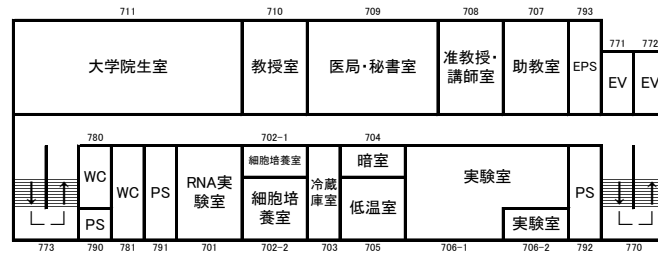 711
710
709
708
707
793
771
772
大学院生室
教授室
医局・秘書室
准教授・
講師室
助教室
EPS
EV
EV
780
702-1
704
WC
PS
WC
PS
RNA実
験室
細胞培養室
細胞培
養室
冷蔵
庫室
暗室
低温室
実験室
実験室
PS
773
790
781
791
701
702-2
703
705
706-1
706-2
792
770